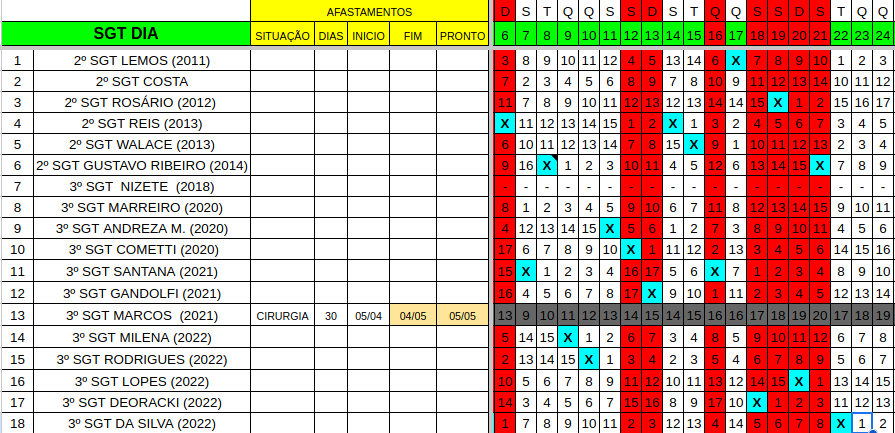 AFASTAMENTOS D S T Q Q S S D S T Q Q S S D S T Q Q
SGT DIA SITUAÇÃO DIAS INICIO FIM PRONTO 6 7 8 9 10 11 12 13 14 15 16 17 18 19 20 21 22 23 24
1 2º SGT LEMOS (2011) 3 8 9 10 11 12 4 5 13 14 6 X 7 8 9 10 1 2 3
2 2º SGT COSTA 7 2 3 4 5 6 8 9 7 8 10 9 11 12 13 14 10 11 12
3 2º SGT ROSÁRIO (2012) 11 7 8 9 10 11 12 13 12 13 14 14 15 X 1 2 15 16 17
4 2º SGT REIS (2013) X 11 12 13 14 15 1 2 X 1 3 2 4 5 6 7 3 4 5
5 2º SGT WALACE (2013) 6 10 11 12 13 14 7 8 15 X 9 1 10 11 12 13 2 3 4
6 2º SGT GUSTAVO RIBEIRO (2014) 9 16 X 1 2 3 10 11 4 5 12 6 13 14 15 X 7 8 9
7 3º SGT NIZETE (2018) - - - - - - - - - - - - - - - - - - -
8 3º SGT MARREIRO (2020) 8 1 2 3 4 5 9 10 6 7 11 8 12 13 14 15 9 10 11
9 3º SGT ANDREZA M. (2020) 4 12 13 14 15 X 5 6 1 2 7 3 8 9 10 11 4 5 6
10 3º SGT COMETTI (2020) 17 6 7 8 9 10 X 1 11 12 2 13 3 4 5 6 14 15 16
11 3º SGT SANTANA (2021) 15 X 1 2 3 4 16 17 5 6 X 7 1 2 3 4 8 9 10
12 3º SGT GANDOLFI (2021) 16 4 5 6 7 8 17 X 9 10 1 11 2 3 4 5 12 13 14
13 3º SGT MARCOS (2021) CIRURGIA 30 05/04 04/05 05/05 13 9 10 11 12 13 14 15 14 15 16 16 17 18 19 20 17 18 19
14 3º SGT MILENA (2022) 5 14 15 X 1 2 6 7 3 4 8 5 9 10 11 12 6 7 8
15 3º SGT RODRIGUES (2022) 2 13 14 15 X 1 3 4 2 3 5 4 6 7 8 9 5 6 7
16 3º SGT LOPES (2022) 10 5 6 7 8 9 11 12 10 11 13 12 14 15 X 1 13 14 15
17 3º SGT DEORACKI (2022) 14 3 4 5 6 7 15 16 8 9 17 10 X 1 2 3 11 12 13
18 3º SGT DA SILVA (2022) 1 7 8 9 10 11 2 3 12 13 4 14 5 6 7 8 X 1 2